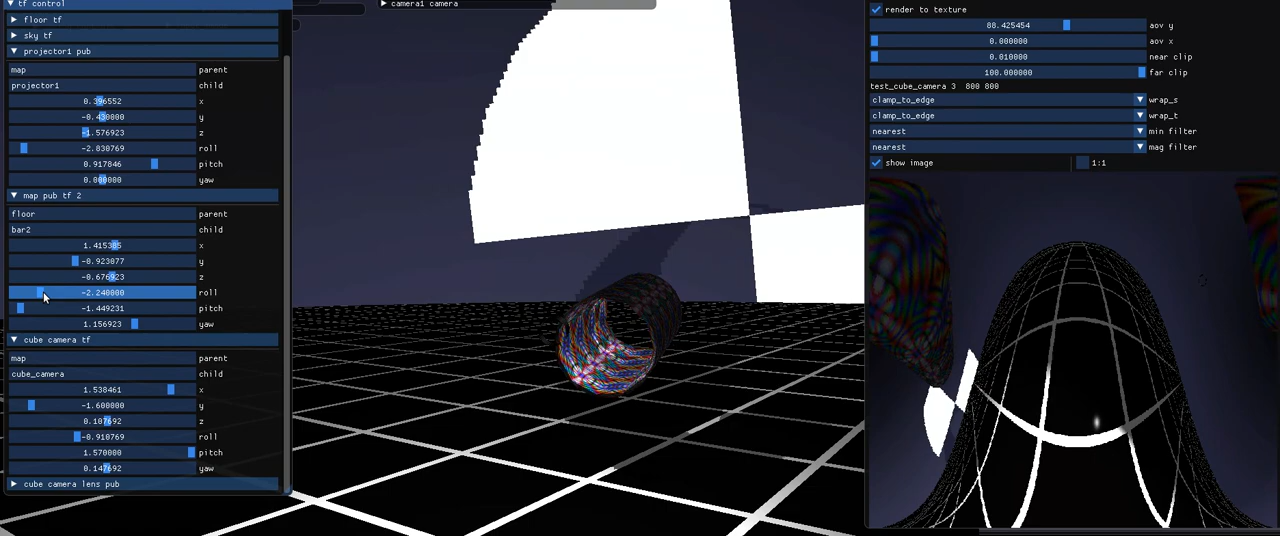 tf control
floor tf
sky tf
projector1 pub
map parent
projector1 child
0.396552 x
-0.430000 y
-1.576923 z
-2.830769 roll
0.917846 pitch
0.000000 yaw
map pub tf 2
floor parent
bar2 child
1.415385 x
-0.923077 y
-0.676923 z
-2.240000 roll
-1.449231 pitch
1.156923 yaw
cube camera tf
map parent
cube_camera child
1.538461 x
-1.600000 y
0.107692 z
-0.910769 roll
1.570000 pitch
0.147692 yaw
cube camera lens pub
camera1 camera
render to texture
88.425454 aov y
0.000000 aov x
0.010000 near clip
100.000000 far clip
test_cube_camera 3 800 800
clamp_to_edge wrap_s
clamp_to_edge wrap_t
nearest min filter
nearest mag filter
show image 1:1